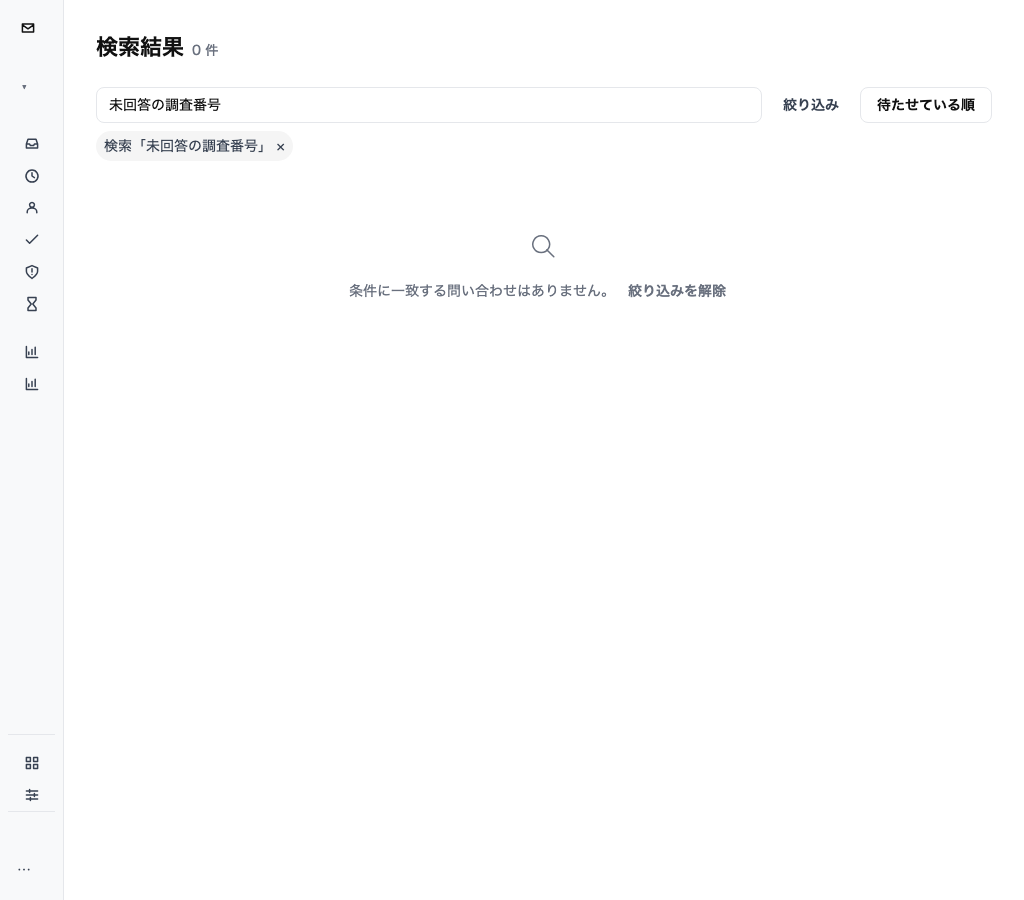 検索結果 0 件
未回答の調査番号
絞り込み
待たせている順
検索「未回答の調査番号」 ×
条件に一致する問い合わせはありません。 絞り込みを解除